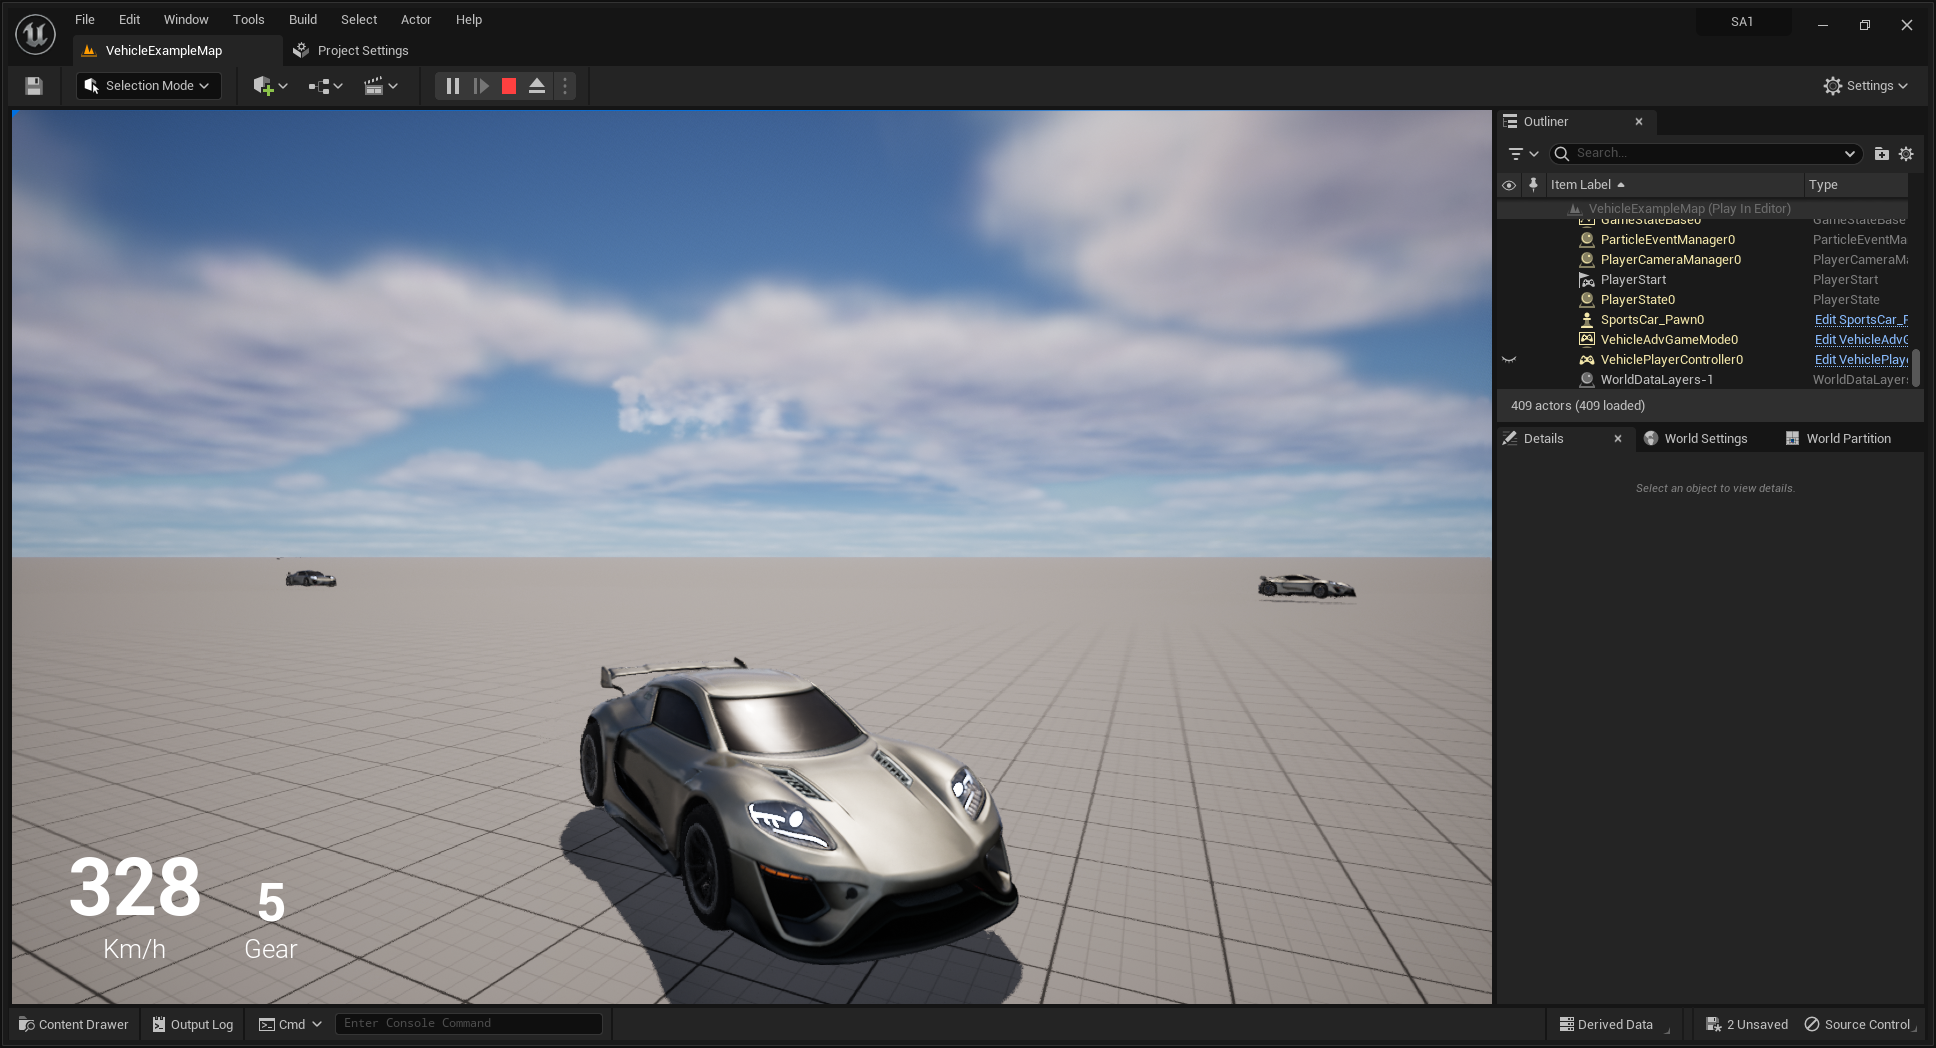 File Edit Window Tools Build Select Actor Help
SA1
VehicleExampleMap
Project Settings
Selection Mode
Settings
Outliner
Search...
Item Label
Type
VehicleExampleMap (Play In Editor)
GameStateBase0 GameStateBase
ParticleEventManager0 ParticleEventMa
PlayerCameraManager0 PlayerCameraMa
PlayerStart PlayerStart
PlayerState0 PlayerState
SportsCar_Pawn0 Edit SportsCar_P
VehicleAdvGameMode0 Edit VehicleAdvG
VehiclePlayerController0 Edit VehiclePlaye
WorldDataLayers-1 WorldDataLayers
409 actors (409 loaded)
Details
World Settings
World Partition
Select an object to view details.
328
5
Km/h
Gear
Content Drawer
Output Log
Cmd
Enter Console Command
Derived Data
2 Unsaved
Source Control